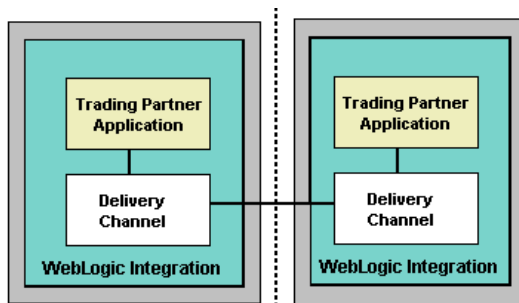 Trading Partner
Application
Delivery
Channel
WebLogic Integration
Trading Partner
Application
Delivery
Channel
WebLogic Integration